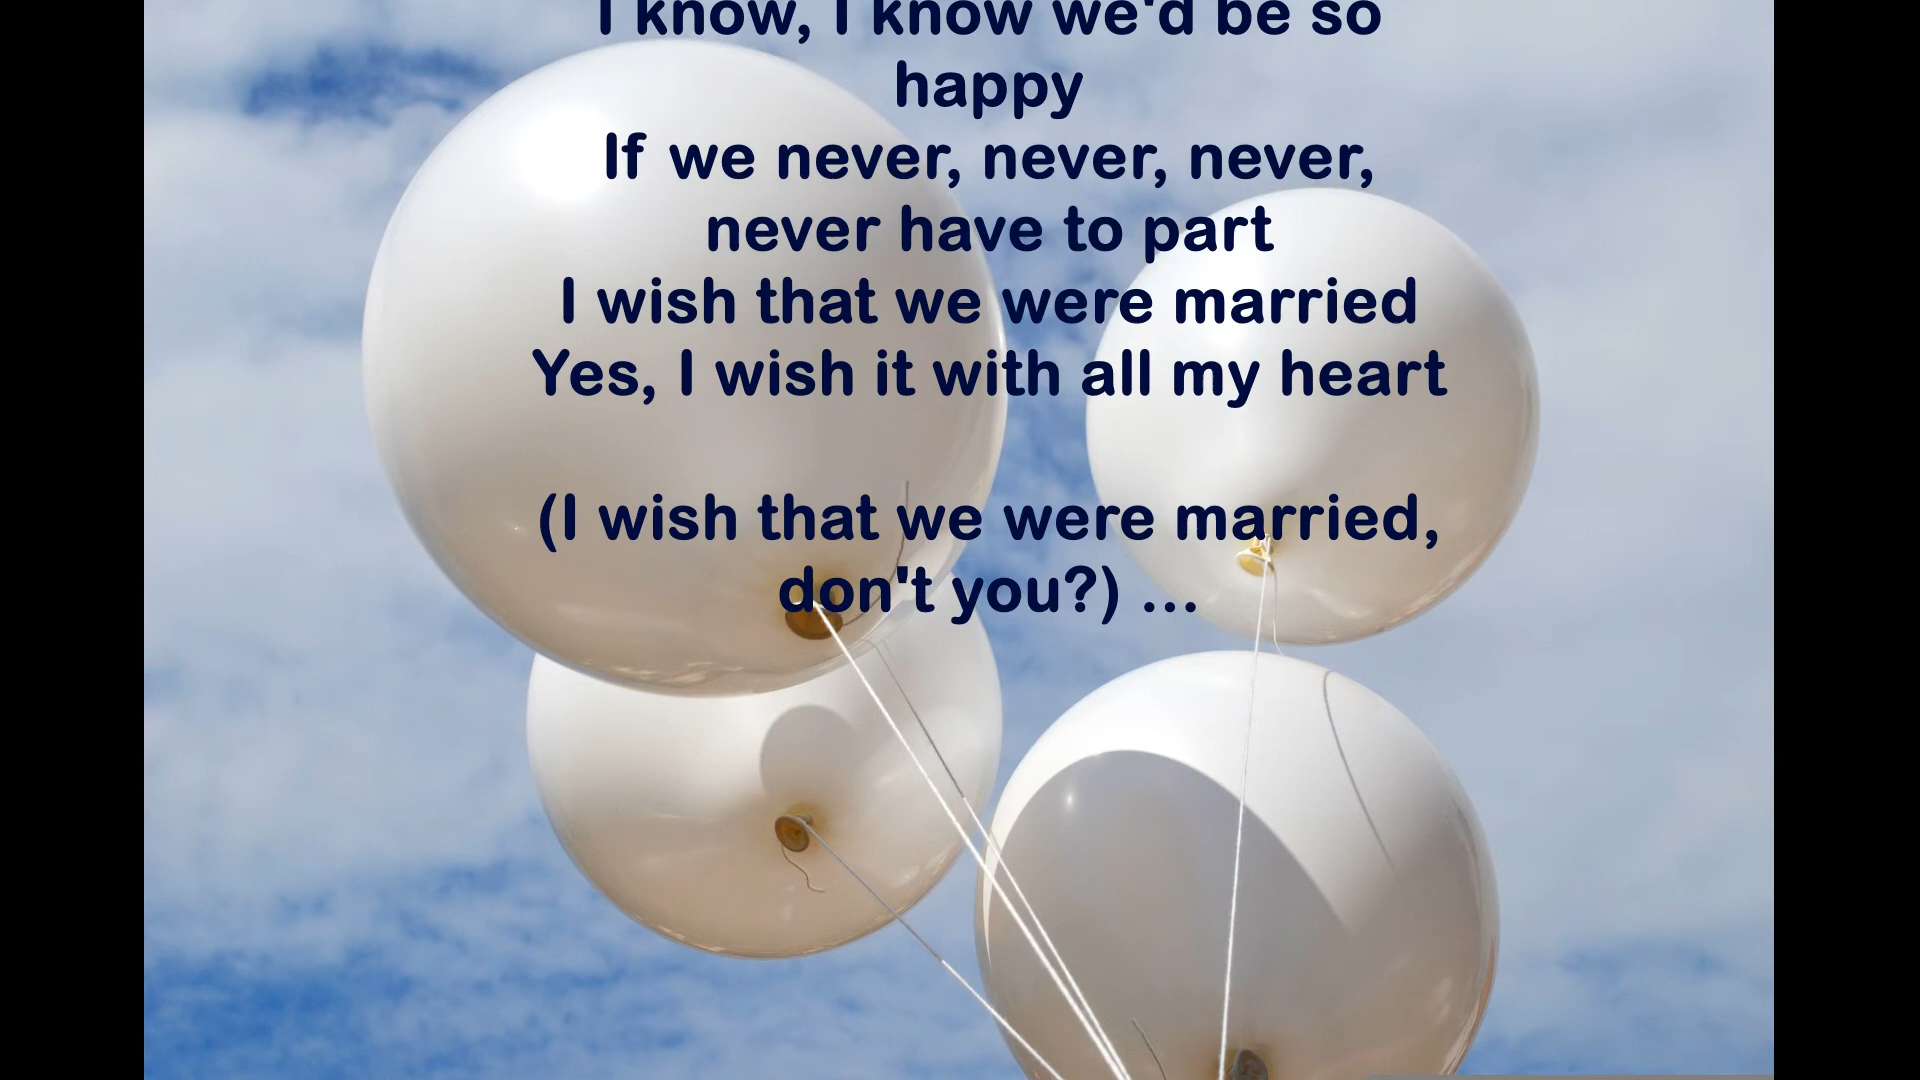 I know, I know we'd be so
happy
If we never, never, never,
never have to part
I wish that we were married
Yes, I wish it with all my heart
(I wish that we were married,
don't you?) ...